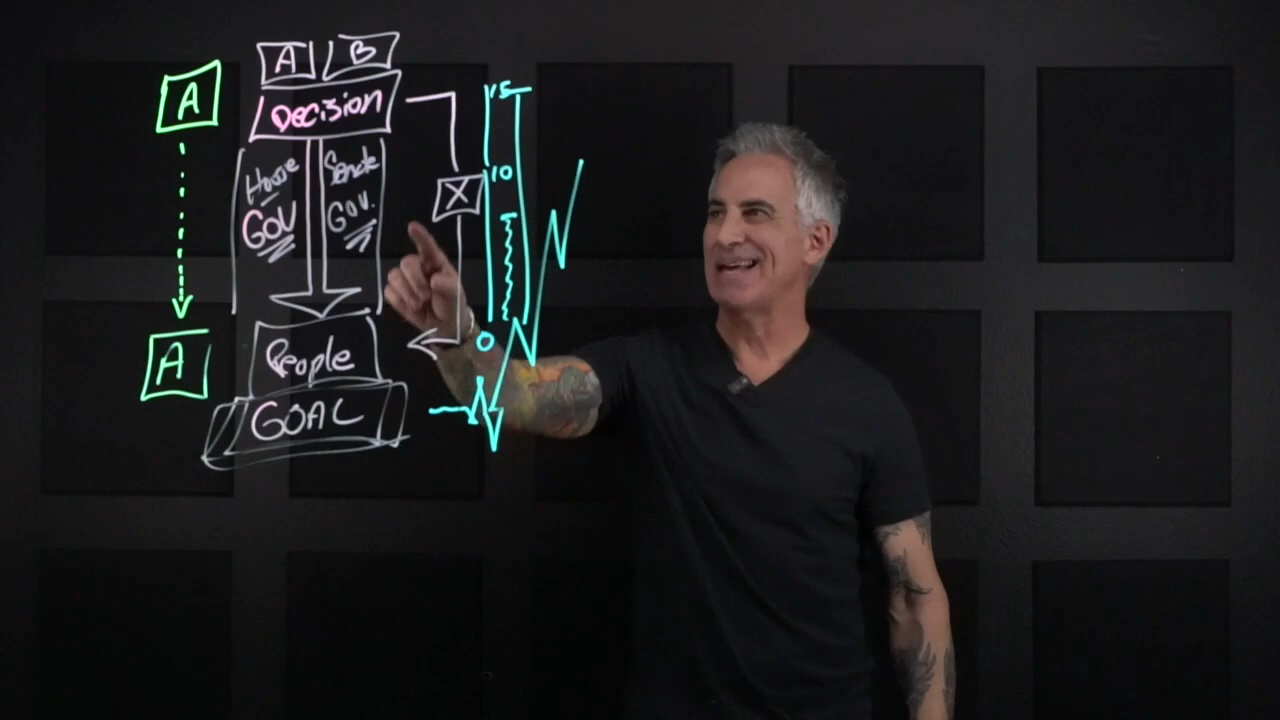 A B
A
Decision
15
House
GOV
Senate
GOV.
10
X
0
A
People
GOAL